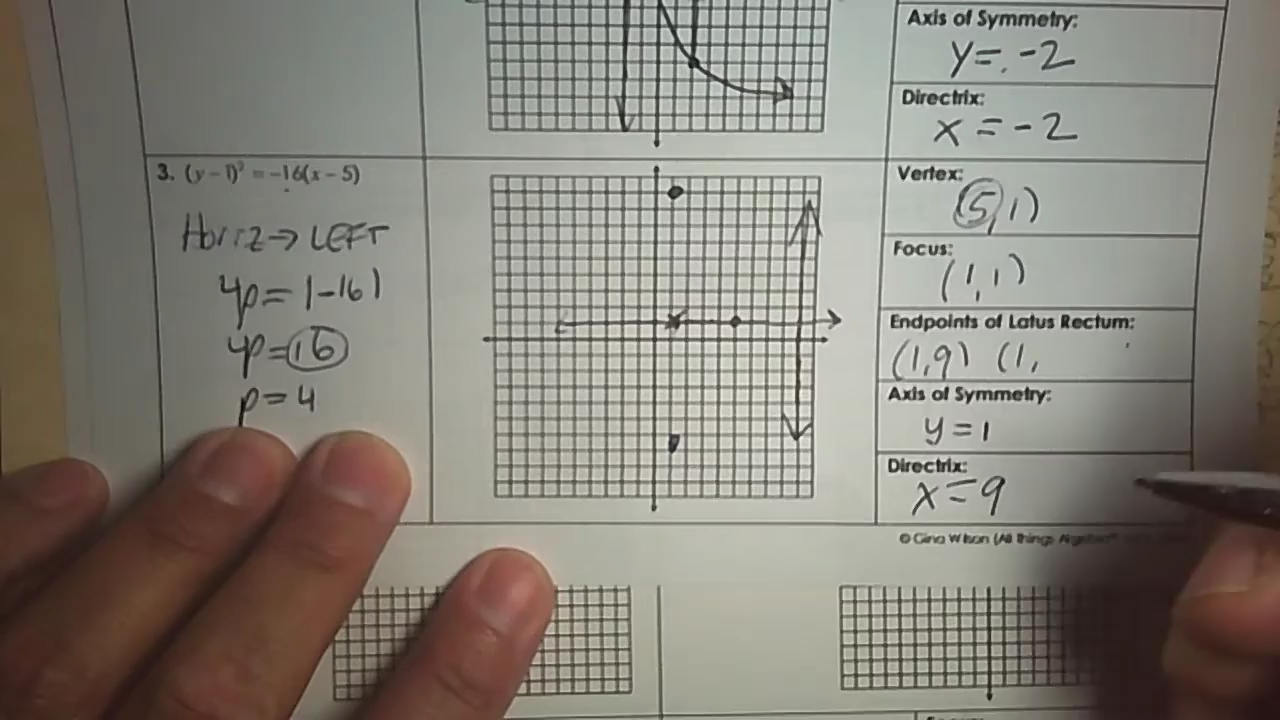 Axis of Symmetry:
y = -2
Directrix:
x = -2
3. (y – 1)² = -16(x – 5)
Horiz → LEFT
4p = |-16|
4p = 16
p = 4
Vertex:
(5,1)
Focus:
(1,1)
Endpoints of Latus Rectum:
(1,9) (1,
Axis of Symmetry:
y = 1
Directrix:
x = 9
© Gina Wilson (All Things Algebra®